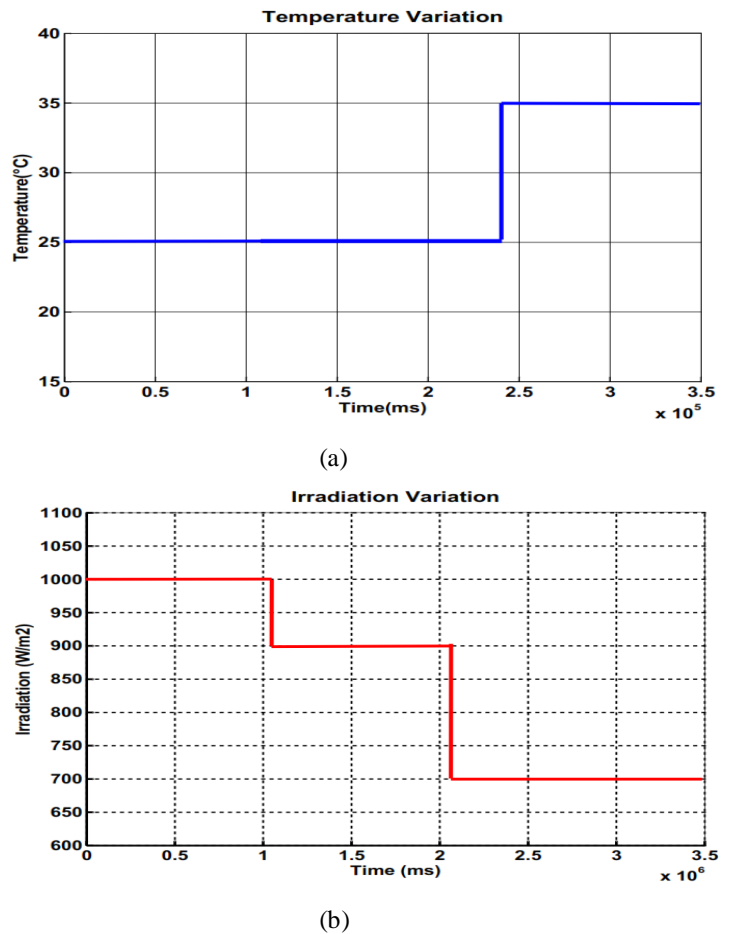 Temperature Variation
40
35
30
25
20
15
Temperature(°C)
0 0.5 1 1.5 2 2.5 3 3.5
Time(ms)
x 10^5
(a)
Irradiation Variation
1100
1050
1000
950
900
850
800
750
700
650
600
Irradiation (W/m2)
0 0.5 1 1.5 2 2.5 3 3.5
Time (ms)
x 10^6
(b)